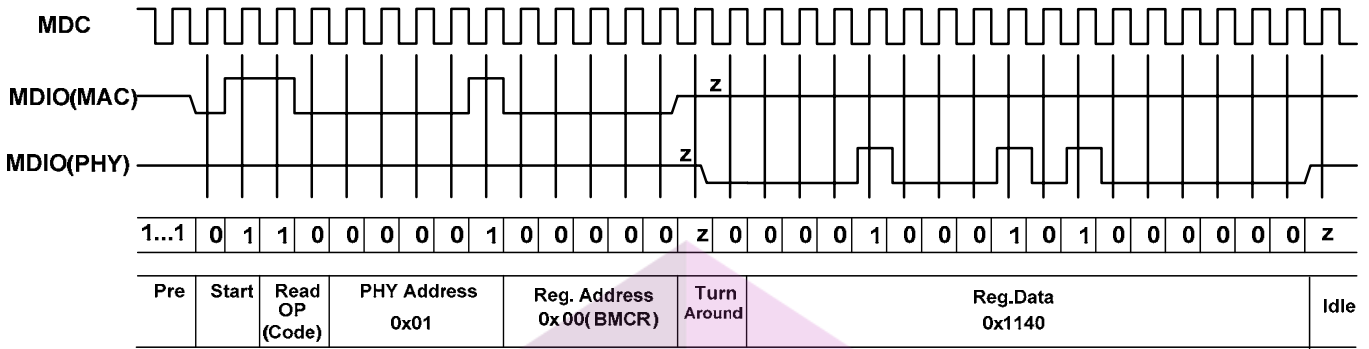 MDC
MDIO(MAC)
z
MDIO(PHY)
z
1...1 0 1 1 0 0 0 0 0 1 0 0 0 0 0 z 0 0 0 0 1 0 0 0 1 0 1 0 0 0 0 0 0 z
Pre
Start
Read
OP
(Code)
PHY Address
0x01
Reg. Address
0x00(BMCR)
Turn
Around
Reg.Data
0x1140
Idle